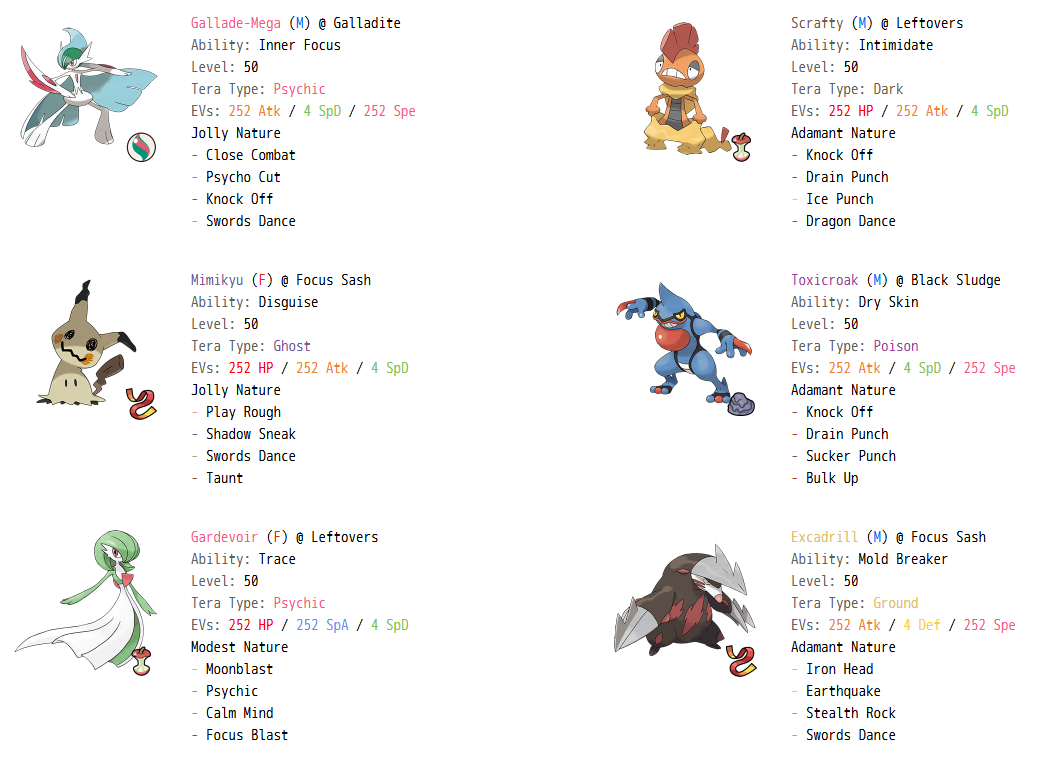 Gallade-Mega (M) @ Galladite
Ability: Inner Focus
Level: 50
Tera Type: Psychic
EVs: 252 Atk / 4 SpD / 252 Spe
Jolly Nature
- Close Combat
- Psycho Cut
- Knock Off
- Swords Dance
Scrafty (M) @ Leftovers
Ability: Intimidate
Level: 50
Tera Type: Dark
EVs: 252 HP / 252 Atk / 4 SpD
Adamant Nature
- Knock Off
- Drain Punch
- Ice Punch
- Dragon Dance
Mimikyu (F) @ Focus Sash
Ability: Disguise
Level: 50
Tera Type: Ghost
EVs: 252 HP / 252 Atk / 4 SpD
Jolly Nature
- Play Rough
- Shadow Sneak
- Swords Dance
- Taunt
Toxicroak (M) @ Black Sludge
Ability: Dry Skin
Level: 50
Tera Type: Poison
EVs: 252 Atk / 4 SpD / 252 Spe
Adamant Nature
- Knock Off
- Drain Punch
- Sucker Punch
- Bulk Up
Gardevoir (F) @ Leftovers
Ability: Trace
Level: 50
Tera Type: Psychic
EVs: 252 HP / 252 SpA / 4 SpD
Modest Nature
- Moonblast
- Psychic
- Calm Mind
- Focus Blast
Excadrill (M) @ Focus Sash
Ability: Mold Breaker
Level: 50
Tera Type: Ground
EVs: 252 Atk / 4 Def / 252 Spe
Adamant Nature
- Iron Head
- Earthquake
- Stealth Rock
- Swords Dance